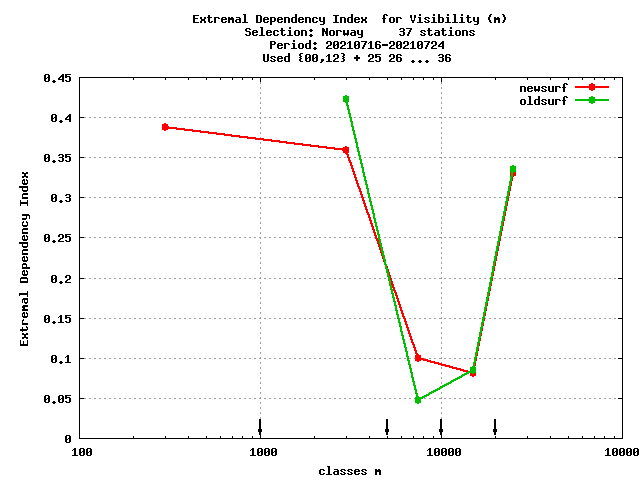 Extremal Dependency Index  for Visibility (m)
Selection: Norway     37 stations
Period: 20210716-20210724
Used {00,12} + 25 26 ... 36
newsurf
oldsurf
0.45
0.4
0.35
0.3
0.25
0.2
0.15
0.1
0.05
0
Extremal Dependency Index
100 1000 10000 10000
classes m